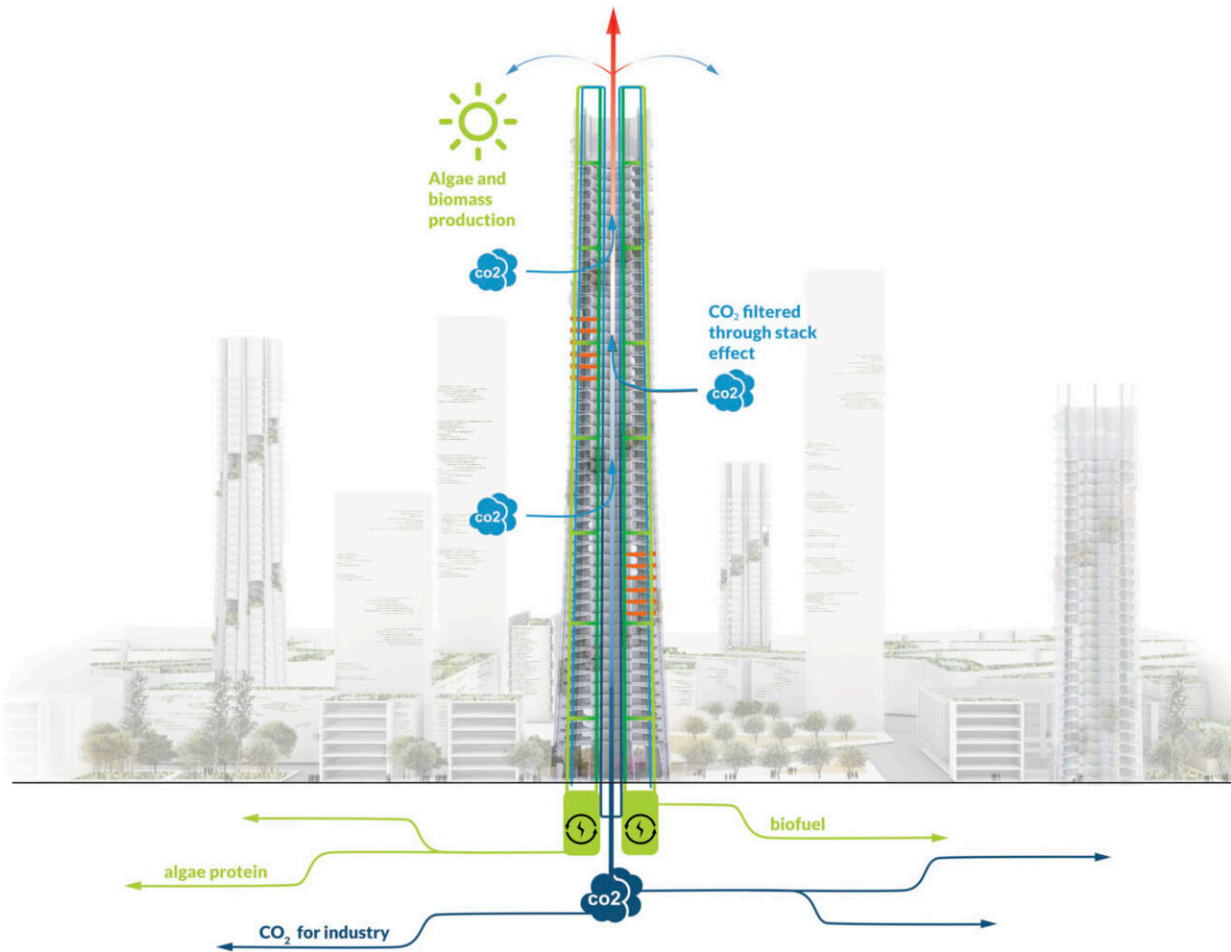 Algae and
biomass
production
co2
CO₂ filtered
through stack
effect
co2
co2
biofuel
algae protein
co2
CO₂ for industry